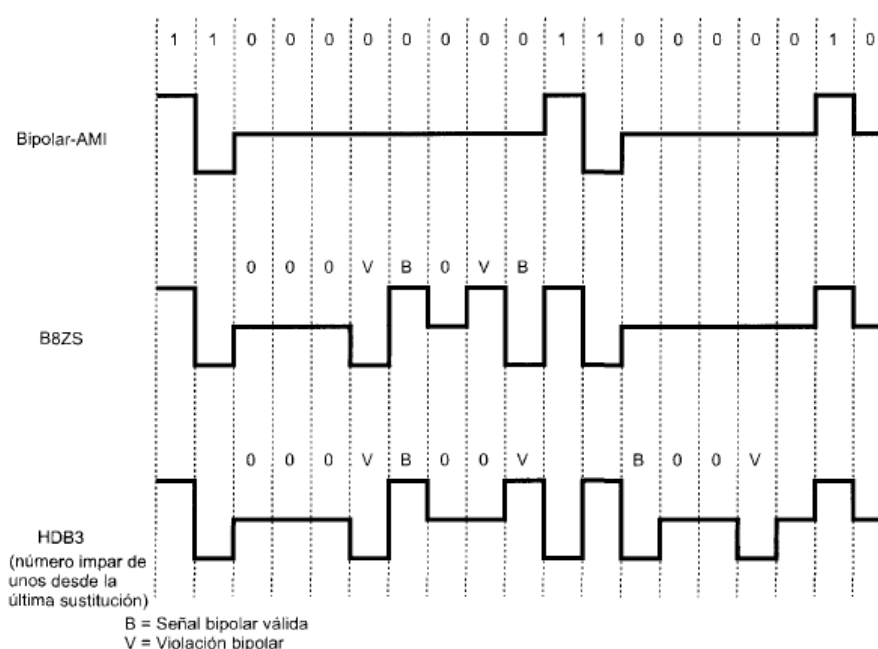 1 1 0 0 0 0 0 0 0 0 1 1 0 0 0 0 0 1 0
Bipolar-AMI
0 0 0 V B 0 V B
B8ZS
0 0 0 V B 0 0 V B 0 0 V
HDB3
(número impar de
unos desde la
última sustitución)
B = Señal bipolar válida
V = Violación bipolar